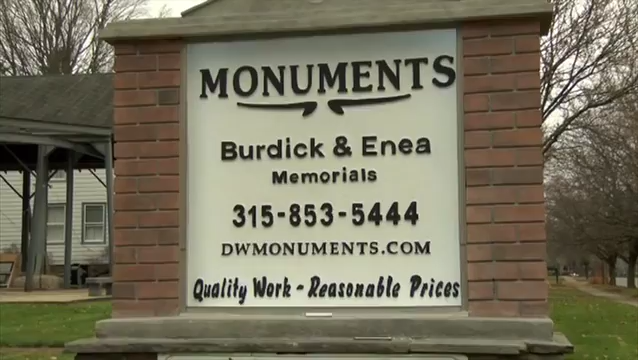 MONUMENTS
Burdick & Enea
Memorials
315-853-5444
DWMONUMENTS.COM
Quality Work - Reasonable Prices